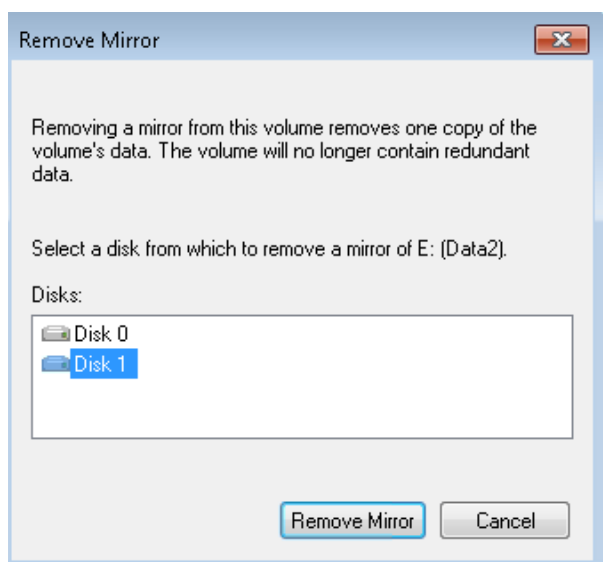 Remove Mirror
Removing a mirror from this volume removes one copy of the
volume's data. The volume will no longer contain redundant
data.
Select a disk from which to remove a mirror of E: (Data2).
Disks:
Disk 0
Disk 1
Remove Mirror Cancel